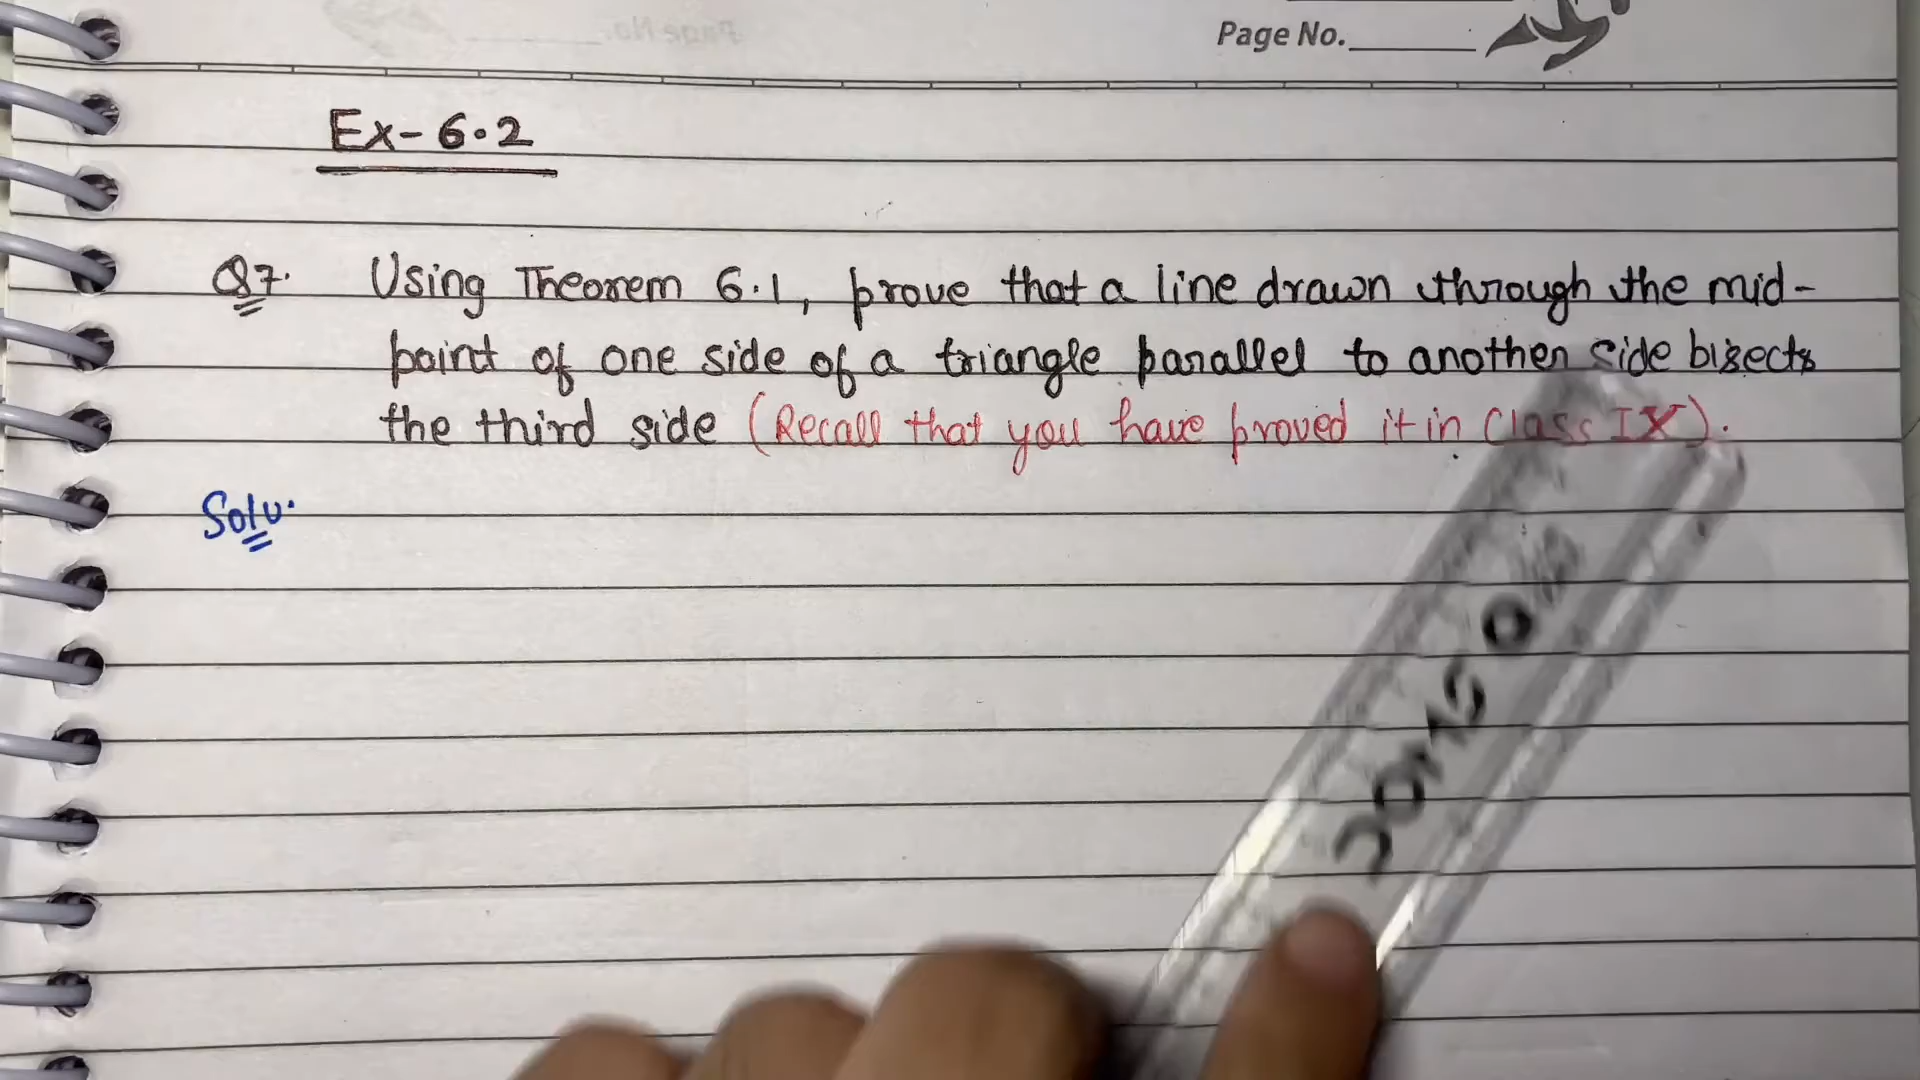 Page No.
Ex- 6.2
Q7. Using Theorem 6.1, prove that a line drawn through the mid-
point of one side of a triangle parallel to another side bisects
the third side (Recall that you have proved it in Class IX).
Solu.
DOMS